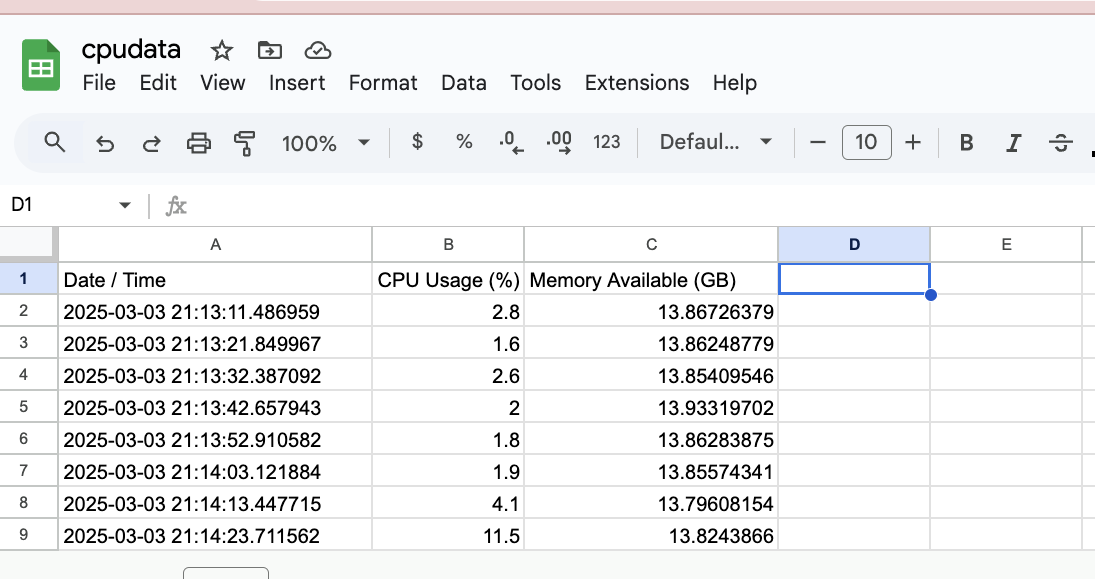 cpudata
File Edit View Insert Format Data Tools Extensions Help
100% $ % .0 .00 123 Defaul... − 10 + B I S
D1 fx
A B C D E
1 Date / Time CPU Usage (%) Memory Available (GB)
2 2025-03-03 21:13:11.486959 2.8 13.86726379
3 2025-03-03 21:13:21.849967 1.6 13.86248779
4 2025-03-03 21:13:32.387092 2.6 13.85409546
5 2025-03-03 21:13:42.657943 2 13.93319702
6 2025-03-03 21:13:52.910582 1.8 13.86283875
7 2025-03-03 21:14:03.121884 1.9 13.85574341
8 2025-03-03 21:14:13.447715 4.1 13.79608154
9 2025-03-03 21:14:23.711562 11.5 13.8243866